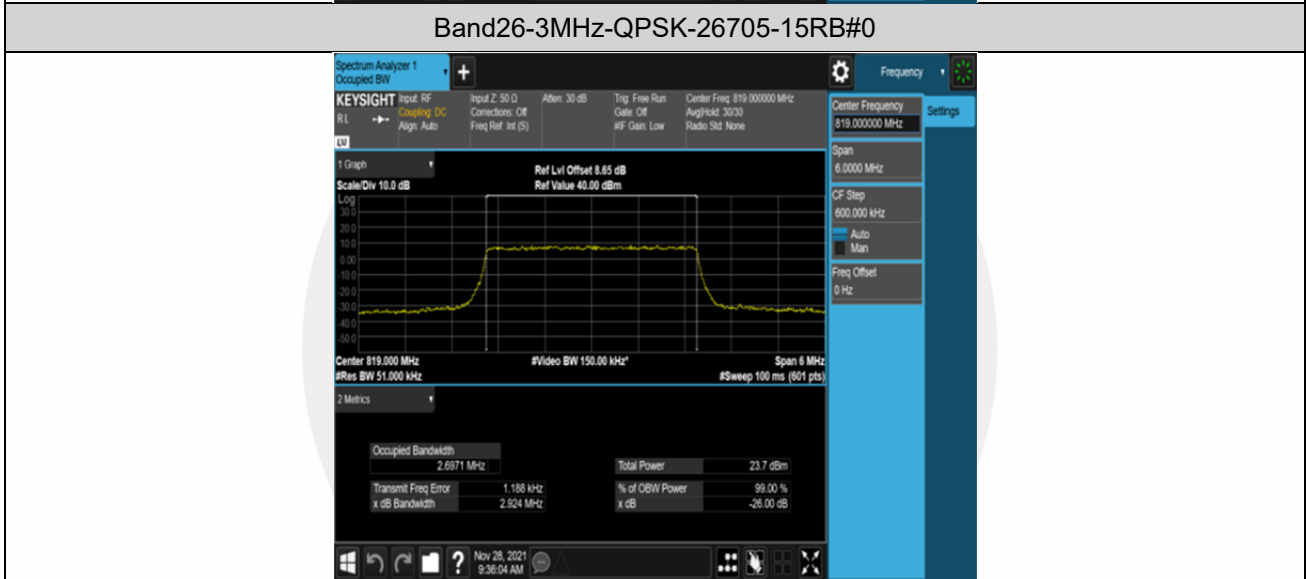 Band26-3MHz-QPSK-26705-15RB#0
Spectrum Analyzer 1
Occupied BW
Frequency
KEYSIGHT
Input: RF
Input Z: 50 Ω
Atten: 30 dB
Trig: Free Run
Center Freq: 819.000000 MHz
RL
Coupling: DC
Corrections: Off
Gate: Off
Avg|Hold: 30/30
Align: Auto
Freq Ref: Int (S)
#IF Gain: Low
Radio Std: None
Center Frequency
819.000000 MHz
Settings
Span
6.0000 MHz
CF Step
600.000 kHz
Auto
Man
Freq Offset
0 Hz
1 Graph
Ref Lvl Offset 8.65 dB
Scale/Div 10.0 dB
Ref Value 40.00 dBm
Log
30.0
20.0
10.0
0.00
-10.0
-20.0
-30.0
-40.0
-50.0
Center 819.000 MHz
#Video BW 150.00 kHz*
Span 6 MHz
#Res BW 51.000 kHz
#Sweep 100 ms (601 pts)
2 Metrics
Occupied Bandwidth
2.6971 MHz
Total Power
23.7 dBm
Transmit Freq Error
1.188 kHz
% of OBW Power
99.00 %
x dB Bandwidth
2.924 MHz
x dB
-26.00 dB
?
Nov 28, 2021
9:36:04 AM